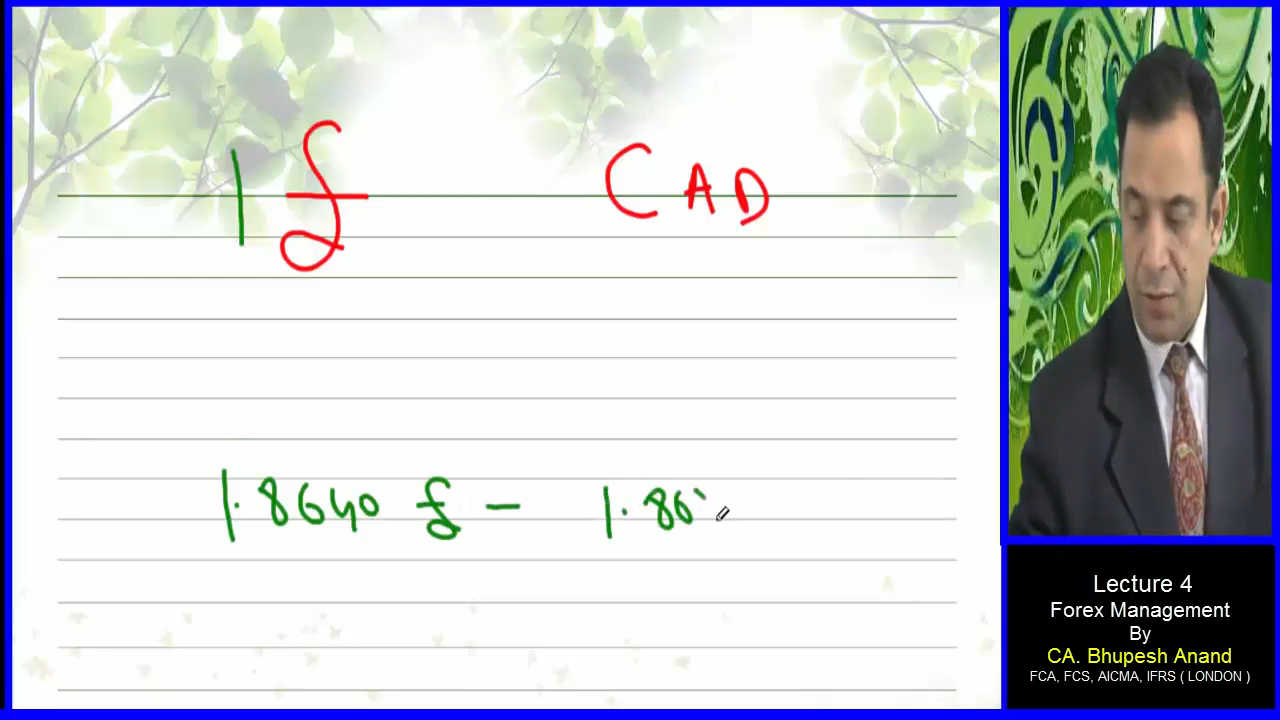 1 £ CAD
1.8640 £ - 1.86
Lecture 4
Forex Management
By
CA. Bhupesh Anand
FCA, FCS, AICMA, IFRS ( LONDON )